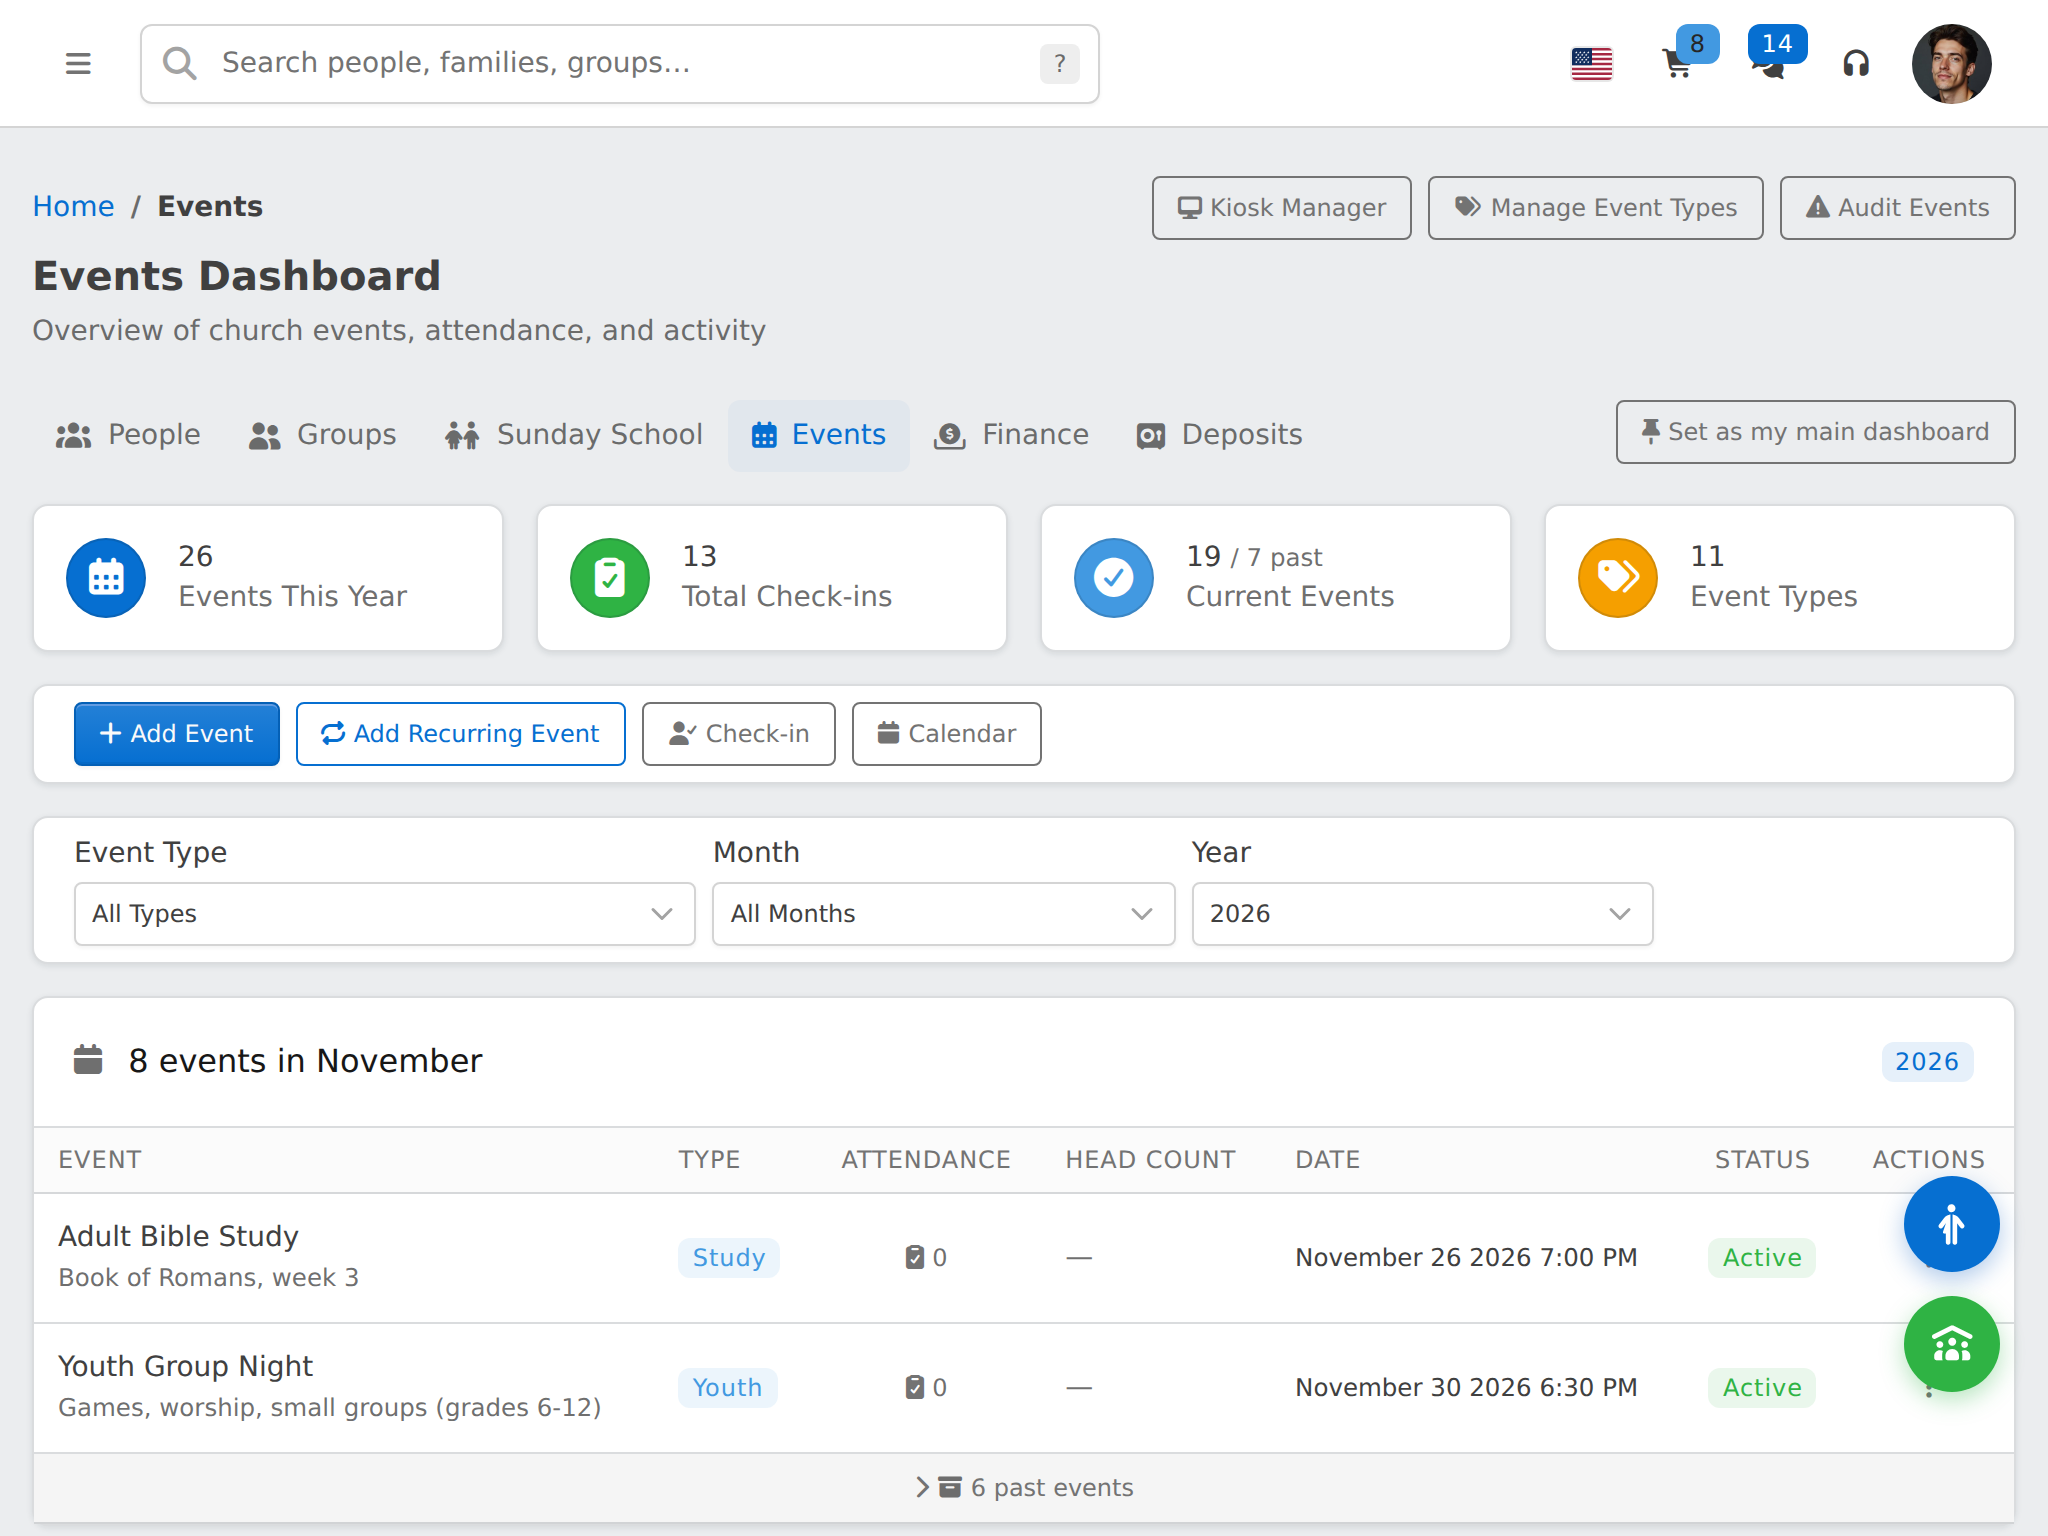 Search people, families, groups...
?
8
14
Home / Events
Kiosk Manager
Manage Event Types
Audit Events
Events Dashboard
Overview of church events, attendance, and activity
People
Groups
Sunday School
Events
Finance
Deposits
Set as my main dashboard
26
Events This Year
13
Total Check-ins
19 / 7 past
Current Events
11
Event Types
Add Event
Add Recurring Event
Check-in
Calendar
Event Type
Month
Year
All Types
All Months
2026
8 events in November
2026
EVENT TYPE ATTENDANCE HEAD COUNT DATE STATUS ACTIONS
Adult Bible Study
Book of Romans, week 3
Study
0
—
November 26 2026 7:00 PM
Active
Youth Group Night
Games, worship, small groups (grades 6-12)
Youth
0
—
November 30 2026 6:30 PM
Active
6 past events